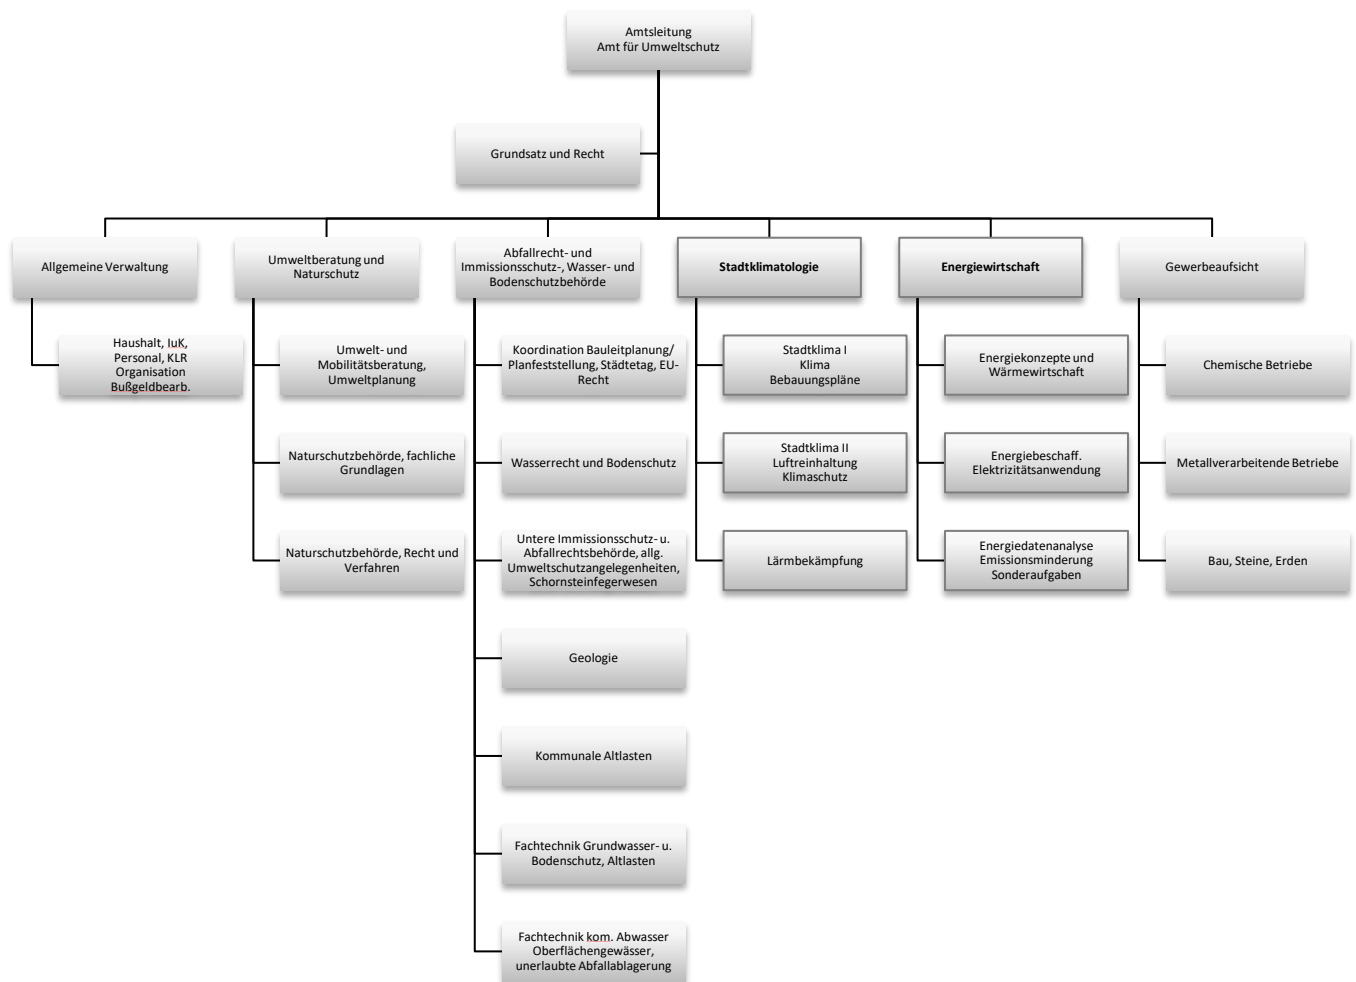 Amtsleitung
Amt für Umweltschutz
Grundsatz und Recht
Allgemeine Verwaltung
Umweltberatung und
Naturschutz
Abfallrecht- und
Immissionsschutz-, Wasser- und
Bodenschutzbehörde
Stadtklimatologie
Energiewirtschaft
Gewerbeaufsicht
Haushalt, IuK,
Personal, KLR
Organisation
Bußgeldbearb.
Umwelt- und
Mobilitätsberatung,
Umweltplanung
Naturschutzbehörde, fachliche
Grundlagen
Naturschutzbehörde, Recht und
Verfahren
Koordination Bauleitplanung/
Planfeststellung, Städtetag, EU-
Recht
Wasserrecht und Bodenschutz
Untere Immissionsschutz- u.
Abfallrechtsbehörde, allg.
Umweltschutzangelegenheiten,
Schornsteinfegerwesen
Geologie
Kommunale Altlasten
Fachtechnik Grundwasser- u.
Bodenschutz, Altlasten
Fachtechnik kom. Abwasser
Oberflächengewässer,
unerlaubte Abfallablagerung
Stadtklima I
Klima
Bebauungspläne
Stadtklima II
Luftreinhaltung
Klimaschutz
Lärmbekämpfung
Energiekonzepte und
Wärmewirtschaft
Energiebeschaff.
Elektrizitätsanwendung
Energiedatenanalyse
Emissionsminderung
Sonderaufgaben
Chemische Betriebe
Metallverarbeitende Betriebe
Bau, Steine, Erden